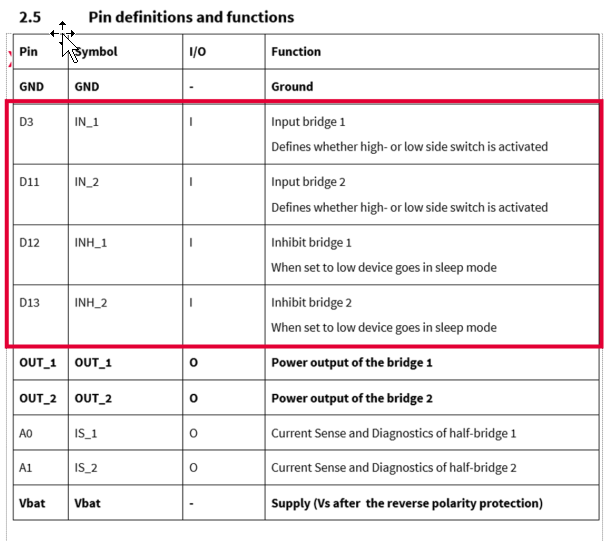 2.5 Pin definitions and functions
Pin Symbol I/O Function
GND GND - Ground
D3 IN_1 I Input bridge 1
Defines whether high- or low side switch is activated
D11 IN_2 I Input bridge 2
Defines whether high- or low side switch is activated
D12 INH_1 I Inhibit bridge 1
When set to low device goes in sleep mode
D13 INH_2 I Inhibit bridge 2
When set to low device goes in sleep mode
OUT_1 OUT_1 O Power output of the bridge 1
OUT_2 OUT_2 O Power output of the bridge 2
A0 IS_1 O Current Sense and Diagnostics of half-bridge 1
A1 IS_2 O Current Sense and Diagnostics of half-bridge 2
Vbat Vbat - Supply (Vs after the reverse polarity protection)